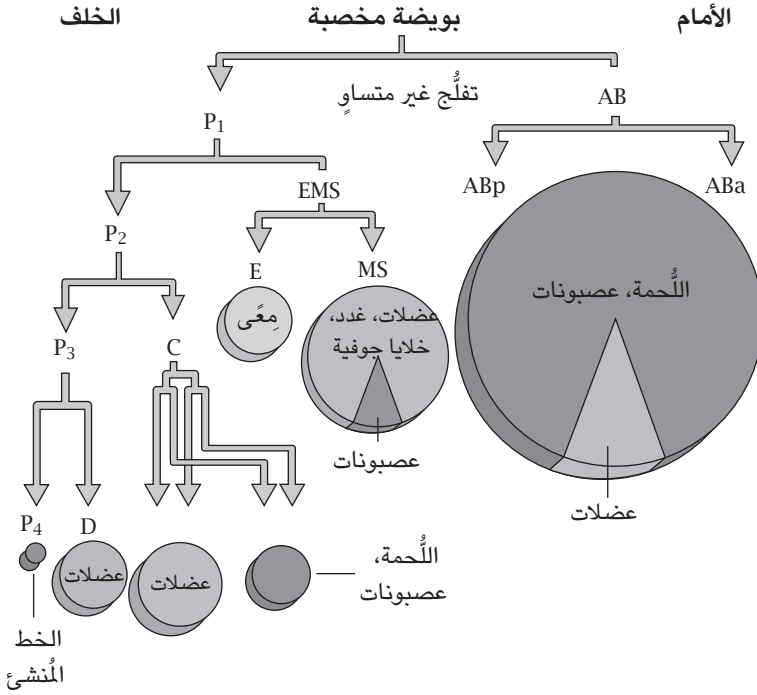 الأمام
بويضة مخصبة
الخلف
تفلُّج غير متساوٍ
AB
P1
ABa
ABp
EMS
P2
MS
E
اللُّحمة، عصبونات
عضلات، غدد،
خلايا جوفية
مِعًى
C
P3
عصبونات
عضلات
D
P4
اللُّحمة،
عصبونات
عضلات
عضلات
الخط
المُنشئ